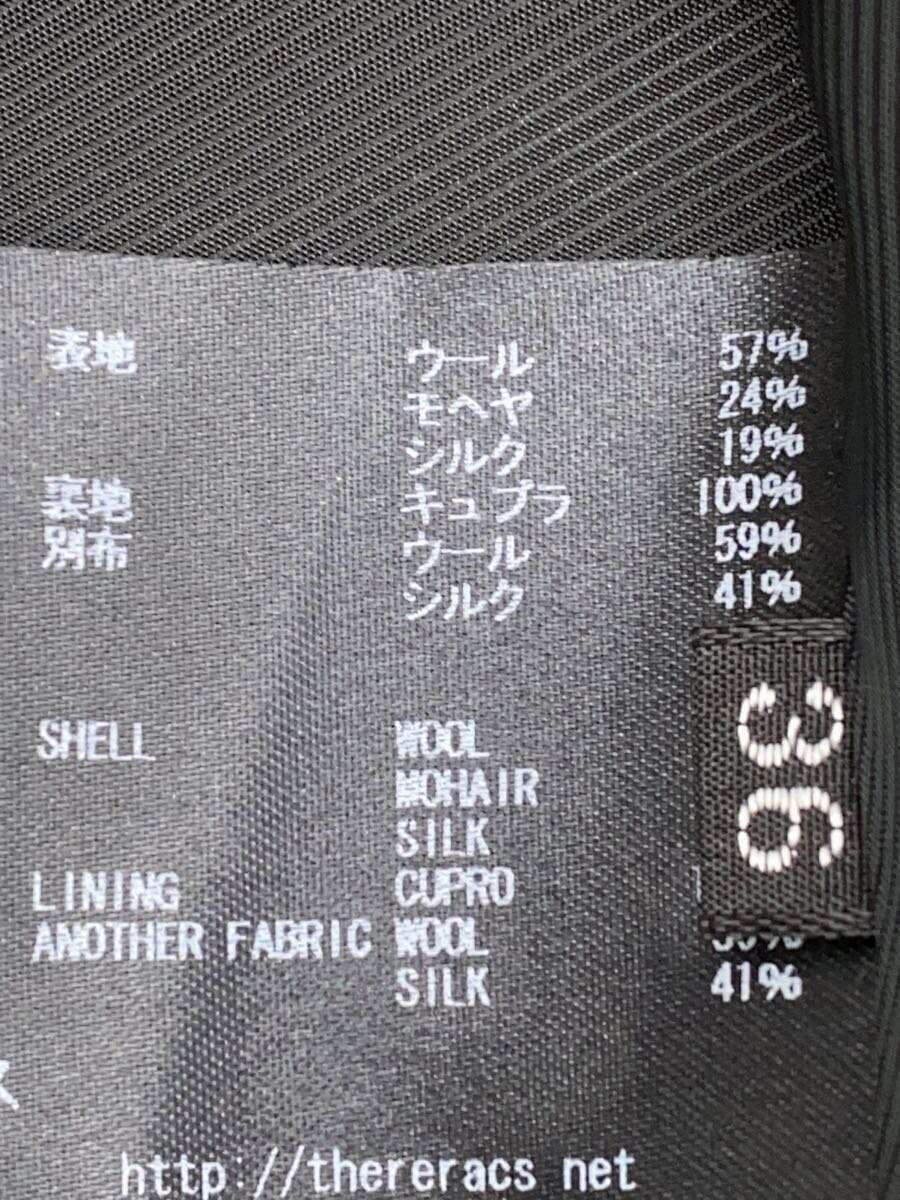 表地 ウール 57%
モヘヤ 24%
シルク 19%
裏地 キュプラ 100%
別布 ウール 59%
シルク 41%
SHELL WOOL
MOHAIR
SILK
LINING CUPRO
ANOTHER FABRIC WOOL
SILK 41%
36
http://thereracs net